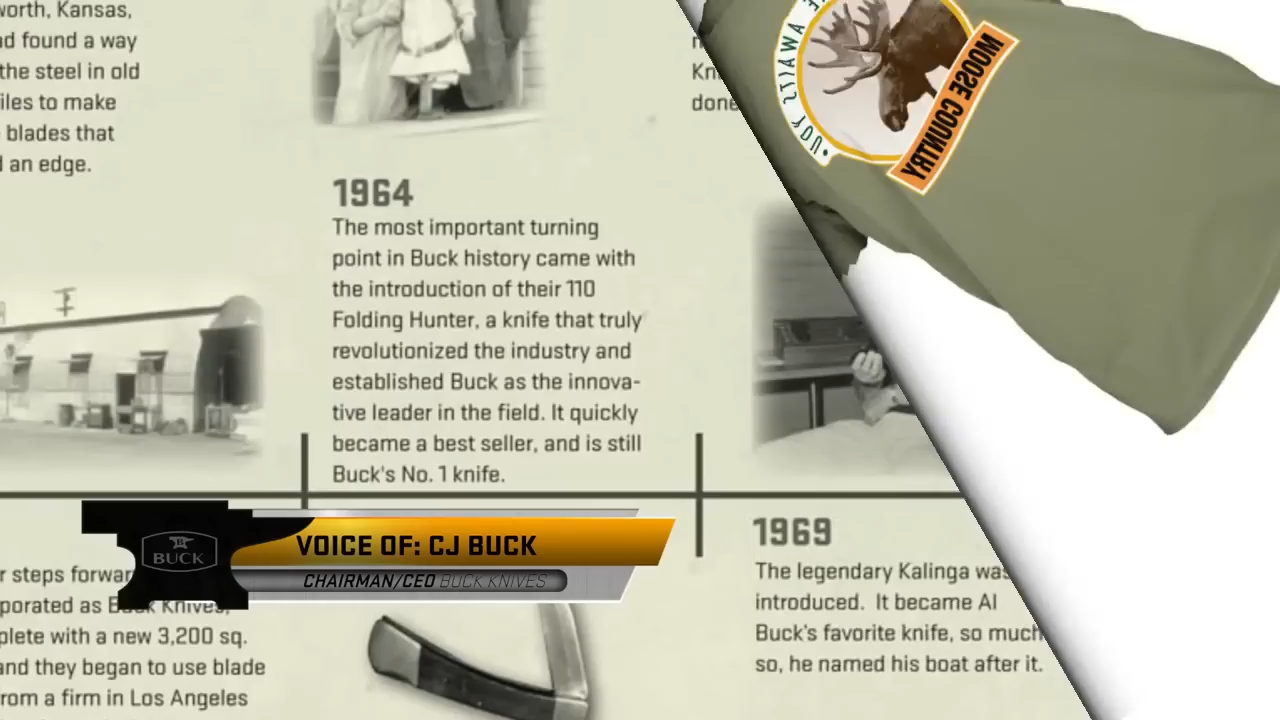 worth, Kansas,
found a way
the steel in old
to make
blades that
an edge.
1964
The most important turning
point in Buck history came with
the introduction of their 110
Folding Hunter, a knife that truly
revolutionized the industry and
established Buck as the innova-
tive leader in the field. It quickly
became a best seller, and is still
Buck's No. 1 knife.
done
AWAITS YOU
MOOSE COUNTRY
BUCK
VOICE OF: CJ BUCK
CHAIRMAN/CEO BUCK KNIVES
steps forwar
porated as Buck Knives,
plete with a new 3,200 sq.
and they began to use blade
from a firm in Los Angeles
1969
The legendary Kalinga was
introduced. It became Al
Buck's favorite knife, so much
so, he named his boat after it.